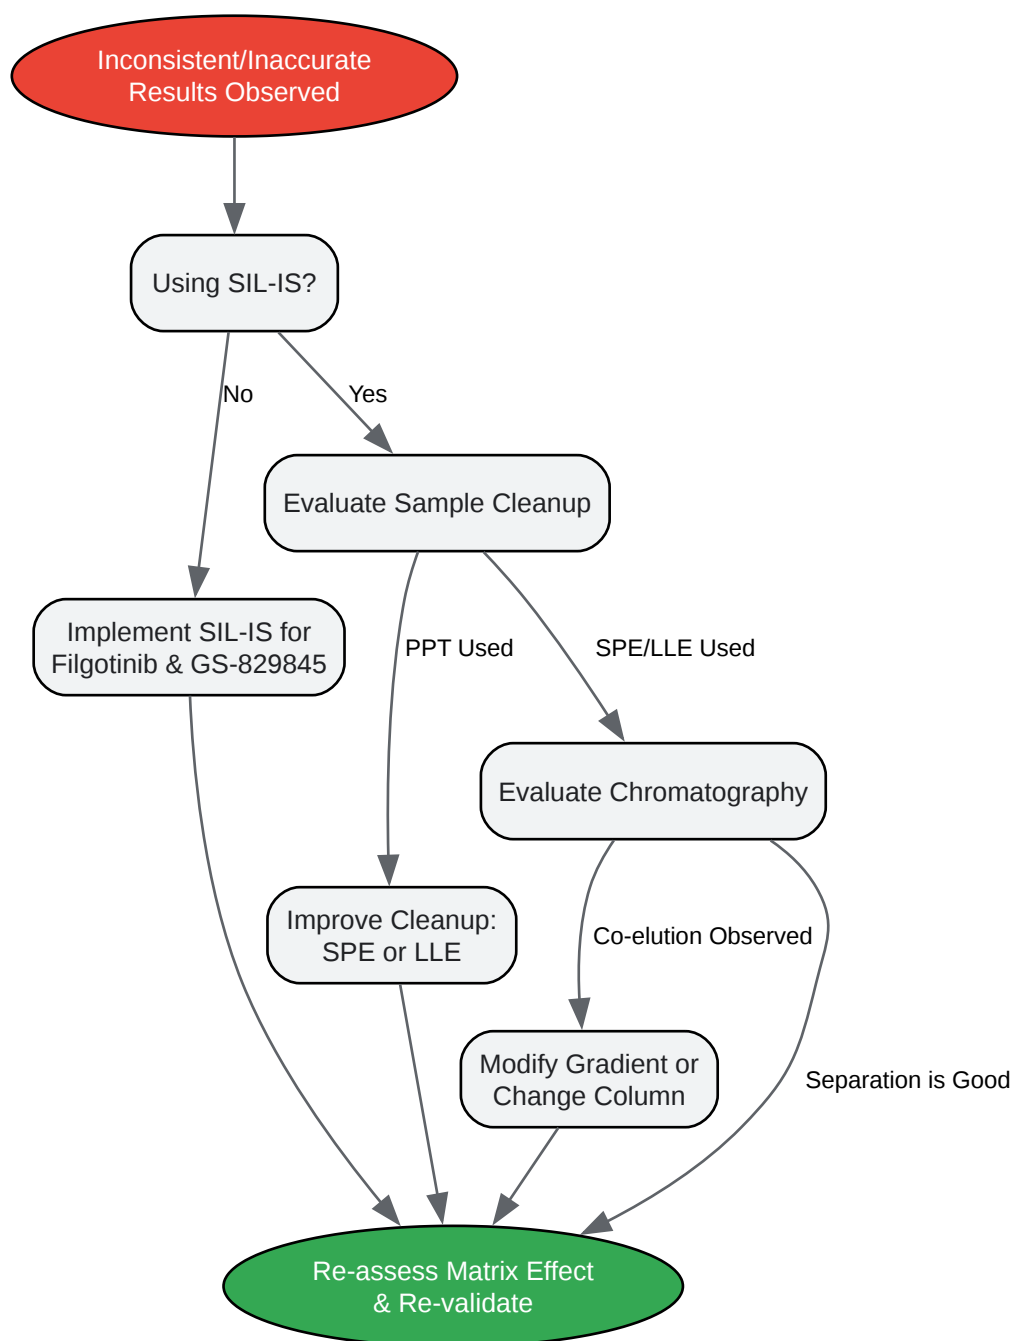 Inconsistent/Inaccurate
Results Observed
Using SIL-IS?
No
Yes
Evaluate Sample Cleanup
Implement SIL-IS for
Filgotinib & GS-829845
PPT Used
SPE/LLE Used
Evaluate Chromatography
Improve Cleanup:
SPE or LLE
Co-elution Observed
Modify Gradient or
Change Column
Separation is Good
Re-assess Matrix Effect
& Re-validate